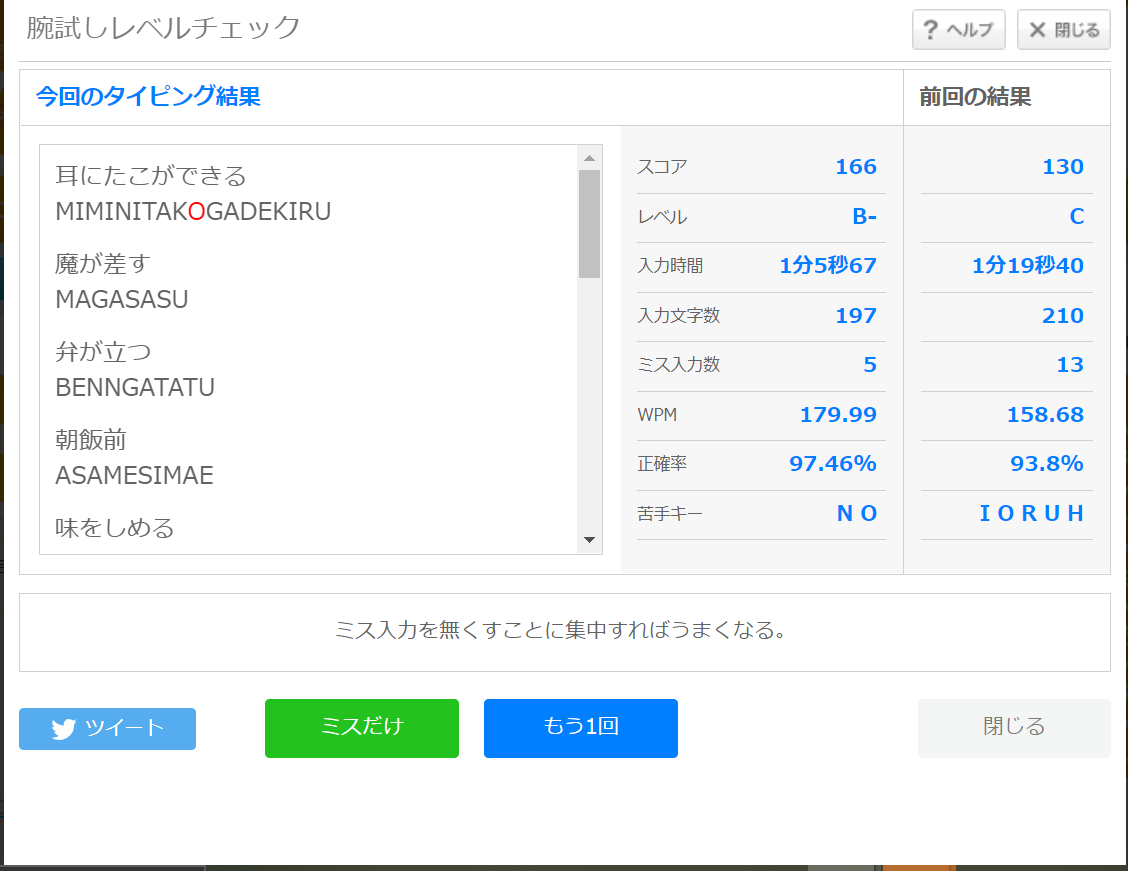 腕試しレベルチェック
? ヘルプ
× 閉じる
今回のタイピング結果
前回の結果
耳にたこができる
MIMINITAKOGADEKIRU
魔が差す
MAGASASU
弁が立つ
BENNGATATU
朝飯前
ASAMESIMAE
味をしめる
スコア 166 130
レベル B- C
入力時間 1分5秒67 1分19秒40
入力文字数 197 210
ミス入力数 5 13
WPM 179.99 158.68
正確率 97.46% 93.8%
苦手キー N O I O R U H
ミス入力を無くすことに集中すればうまくなる。
ツイート
ミスだけ
もう1回
閉じる